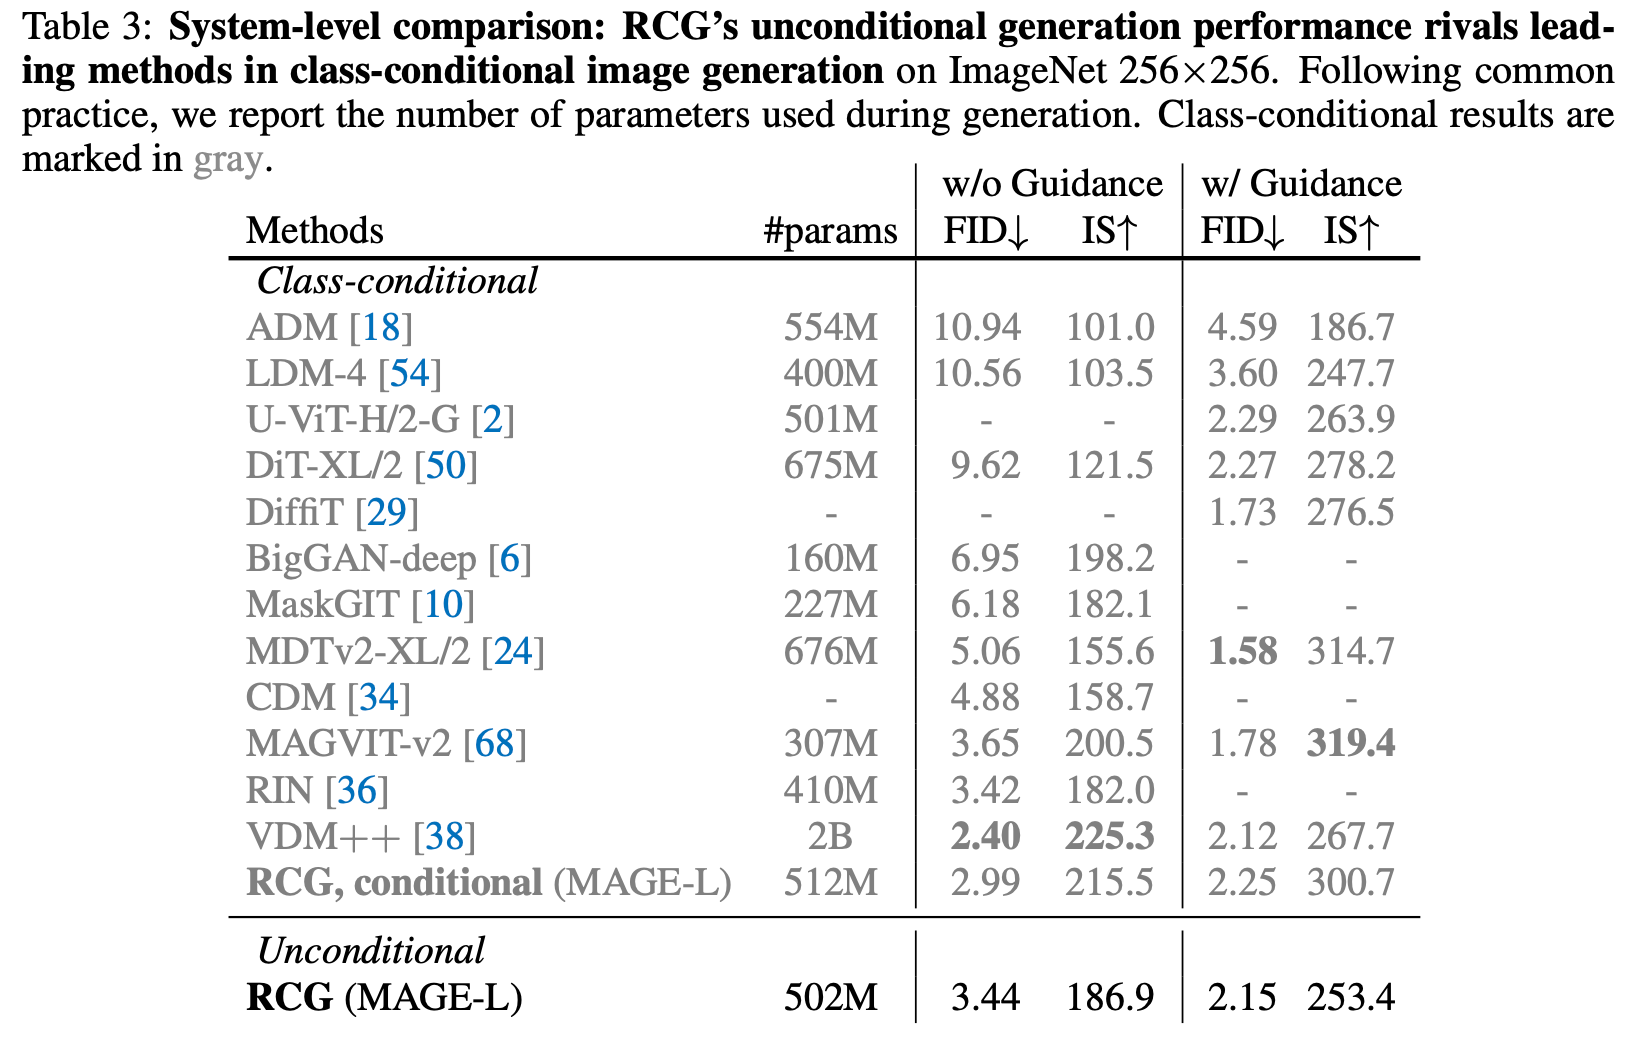 Table 3: System-level comparison: RCG's unconditional generation performance rivals lead-
ing methods in class-conditional image generation on ImageNet 256×256. Following common
practice, we report the number of parameters used during generation. Class-conditional results are
marked in gray.
w/o Guidance w/ Guidance
Methods #params FID↓ IS↑ FID↓ IS↑
Class-conditional
ADM [18] 554M 10.94 101.0 4.59 186.7
LDM-4 [54] 400M 10.56 103.5 3.60 247.7
U-ViT-H/2-G [2] 501M - - 2.29 263.9
DiT-XL/2 [50] 675M 9.62 121.5 2.27 278.2
DiffiT [29] - - - 1.73 276.5
BigGAN-deep [6] 160M 6.95 198.2 - -
MaskGIT [10] 227M 6.18 182.1 - -
MDTv2-XL/2 [24] 676M 5.06 155.6 1.58 314.7
CDM [34] - 4.88 158.7 - -
MAGVIT-v2 [68] 307M 3.65 200.5 1.78 319.4
RIN [36] 410M 3.42 182.0 - -
VDM++ [38] 2B 2.40 225.3 2.12 267.7
RCG, conditional (MAGE-L) 512M 2.99 215.5 2.25 300.7
Unconditional
RCG (MAGE-L) 502M 3.44 186.9 2.15 253.4